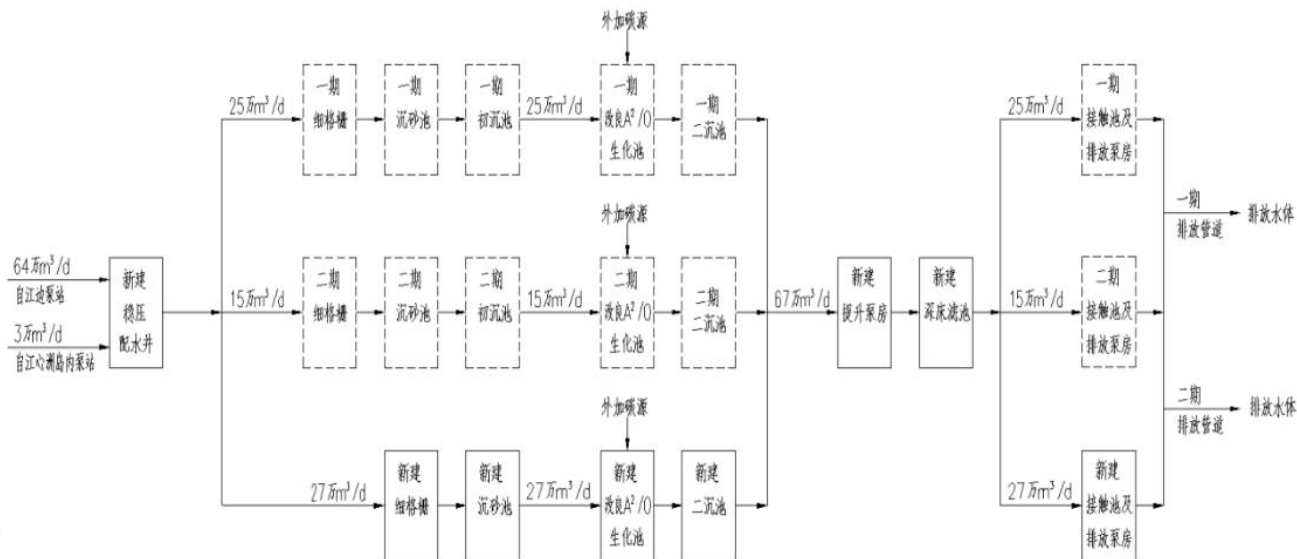 外加碳源
25万m³/d
一期
细格栅
一期
沉砂池
一期
初沉池
25万m³/d
一期
改良A²/O
生化池
一期
二沉池
25万m³/d
一期
接触池及
排放泵房
一期
排放管道
排放水体
外加碳源
64万m³/d
自江边泵站
3万m³/d
自江心洲岛内泵站
新建
稳压
配水井
15万m³/d
二期
细格栅
二期
沉砂池
二期
初沉池
15万m³/d
二期
改良A²/O
生化池
二期
二沉池
67万m³/d
新建
提升泵房
新建
深床滤池
15万m³/d
二期
接触池及
排放泵房
二期
排放管道
排放水体
外加碳源
27万m³/d
新建
细格栅
新建
沉砂池
27万m³/d
新建
改良A²/O
生化池
新建
二沉池
27万m³/d
新建
接触池及
排放泵房